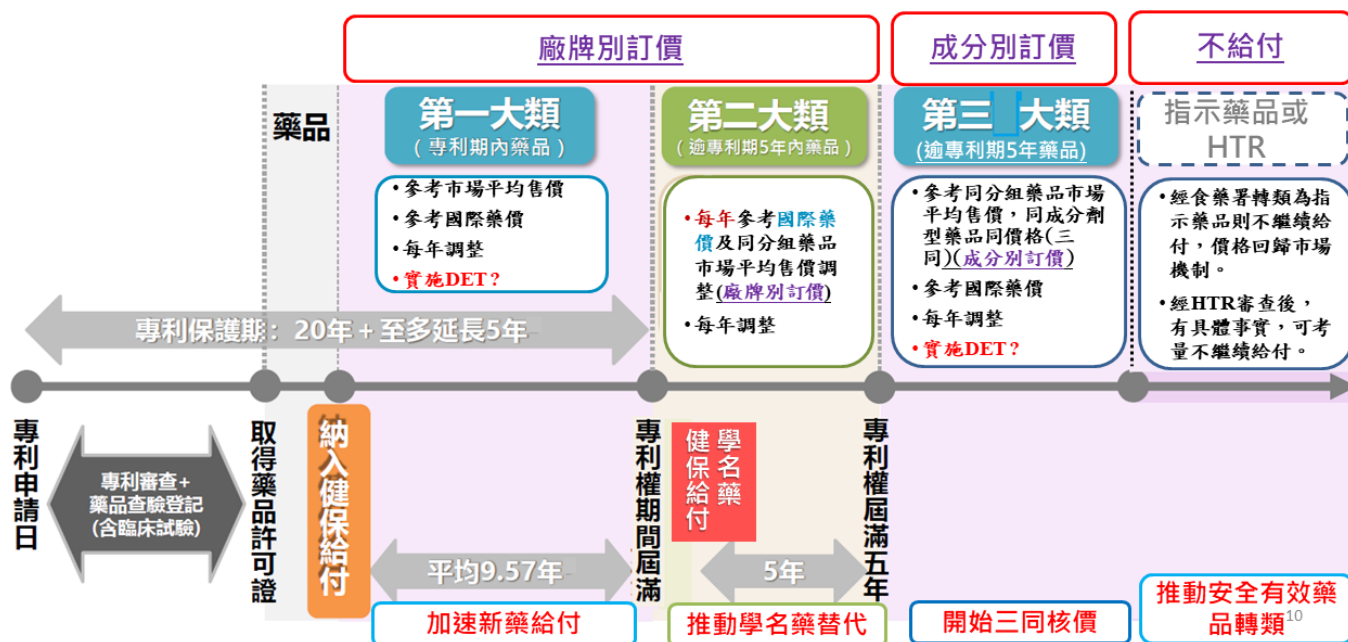 廠牌別訂價
成分別訂價
不給付
藥品
第一大類
(專利期內藥品)
•參考市場平均售價
•參考國際藥價
•每年調整
•實施DET?
第二大類
(逾專利期5年內藥品)
•每年參考國際藥
價及同分組藥品
市場平均售價調
整(廠牌別訂價)
•每年調整
第三 大類
(逾專利期5年藥品)
•參考同分組藥品市場
平均售價,同成分劑
型藥品同價格(三
同)(成分別訂價)
•參考國際藥價
•每年調整
•實施DET?
指示藥品或
HTR
•經食藥署轉類為指
示藥品則不繼續給
付,價格回歸市場
機制。
•經HTR審查後,
有具體事實,可考
量不繼續給付。
專利保護期:20年+至多延長5年
專利申請日
專利審查+
藥品查驗登記
(含臨床試驗)
取得藥品許可證
納入健保給付
平均9.57年
加速新藥給付
專利權期間屆滿
學名藥
健保給付
5年
推動學名藥替代
專利權屆滿五年
開始三同核價
推動安全有效藥
品轉類
10